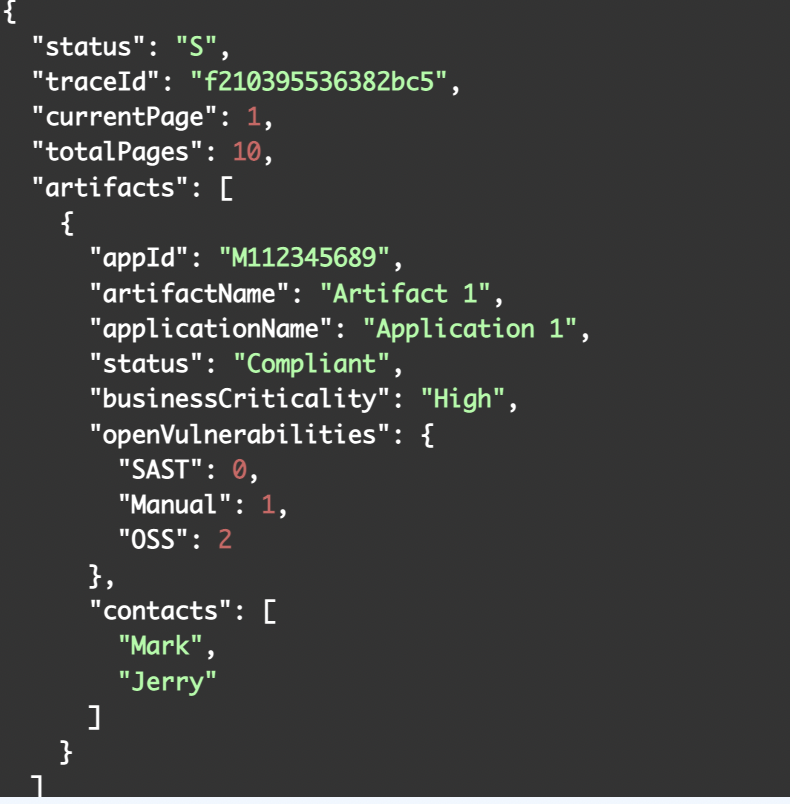 {
  "status": "S",
  "traceId": "f210395536382bc5",
  "currentPage": 1,
  "totalPages": 10,
  "artifacts": [
    {
      "appId": "M112345689",
      "artifactName": "Artifact 1",
      "applicationName": "Application 1",
      "status": "Compliant",
      "businessCriticality": "High",
      "openVulnerabilities": {
        "SAST": 0,
        "Manual": 1,
        "OSS": 2
      },
      "contacts": [
        "Mark",
        "Jerry"
      ]
    }
  ]